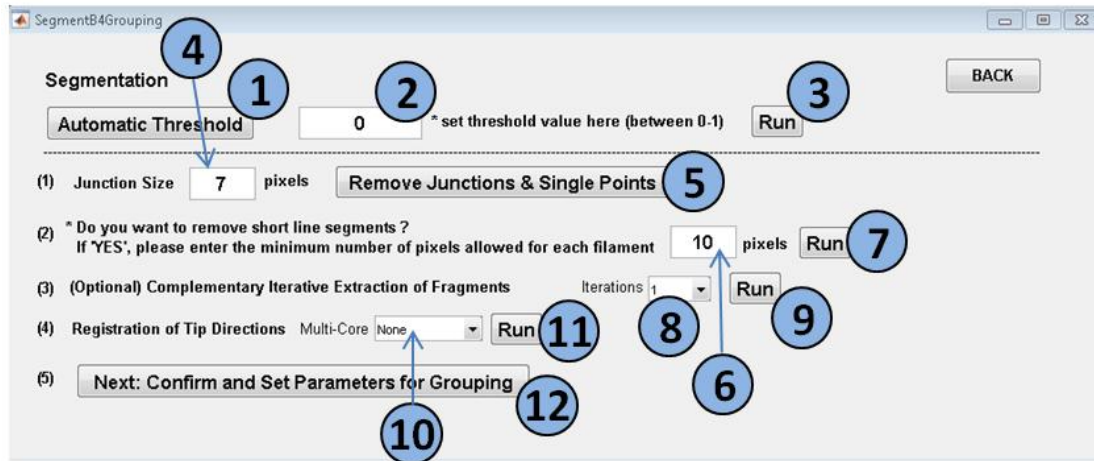 SegmentB4Grouping
4
Segmentation
1
2
3
BACK
Automatic Threshold
0
* set threshold value here (between 0-1)
Run
(1) Junction Size 7 pixels Remove Junctions & Single Points 5
(2) * Do you want to remove short line segments ?
If 'YES', please enter the minimum number of pixels allowed for each filament 10 pixels Run 7
(3) (Optional) Complementary Iterative Extraction of Fragments Iterations 1 Run
8
9
(4) Registration of Tip Directions Multi-Core None Run 11
6
(5) Next: Confirm and Set Parameters for Grouping 12
10